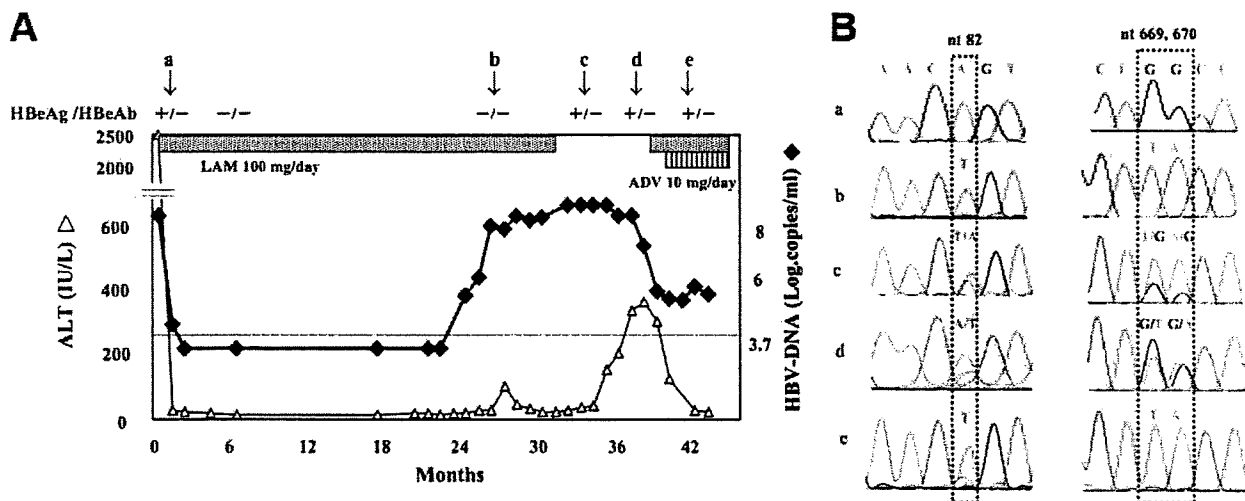 A
a b c d e
HBeAg /HBeAb +/− −/− −/− +/− +/− +/−
2500
2000
600
400
200
0
ALT (IU/L) △
LAM 100 mg/day
ADV 10 mg/day
8
6
3.7
HBV-DNA (Log.copies/ml) ◆
0 6 12 18 24 30 36 42
Months
B
nt 82
nt 669, 670
a
A A C A G T
C T G G C
b
T
T A
c
d
A/T
G/T
e
T
T A